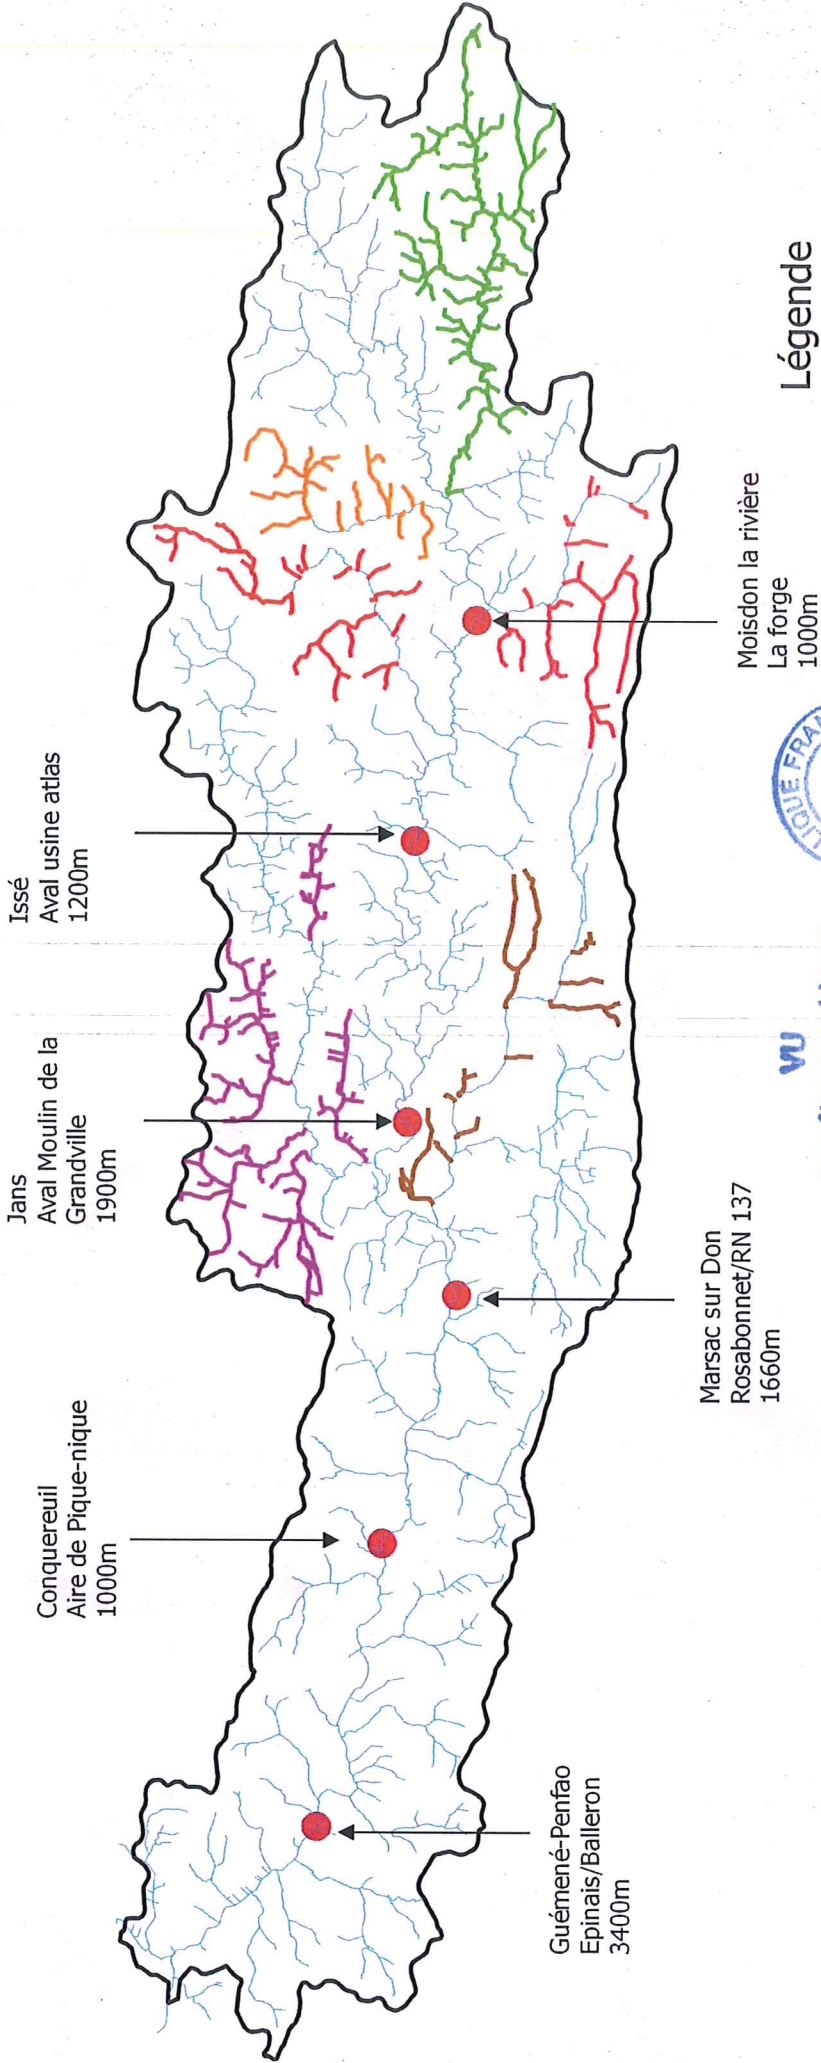 Conquereuil
Aire de Pique-nique
1000m
Jans
Aval Moulin de la
Grandville
1900m
Issé
Aval usine atlas
1200m
Guémené-Penfao
Epinais/Balleron
3400m
Marsac sur Don
Rosabonnet/RN 137
1660m
Moisdon la rivière
La forge
1000m
Légende
VU
LIQUE FRAN